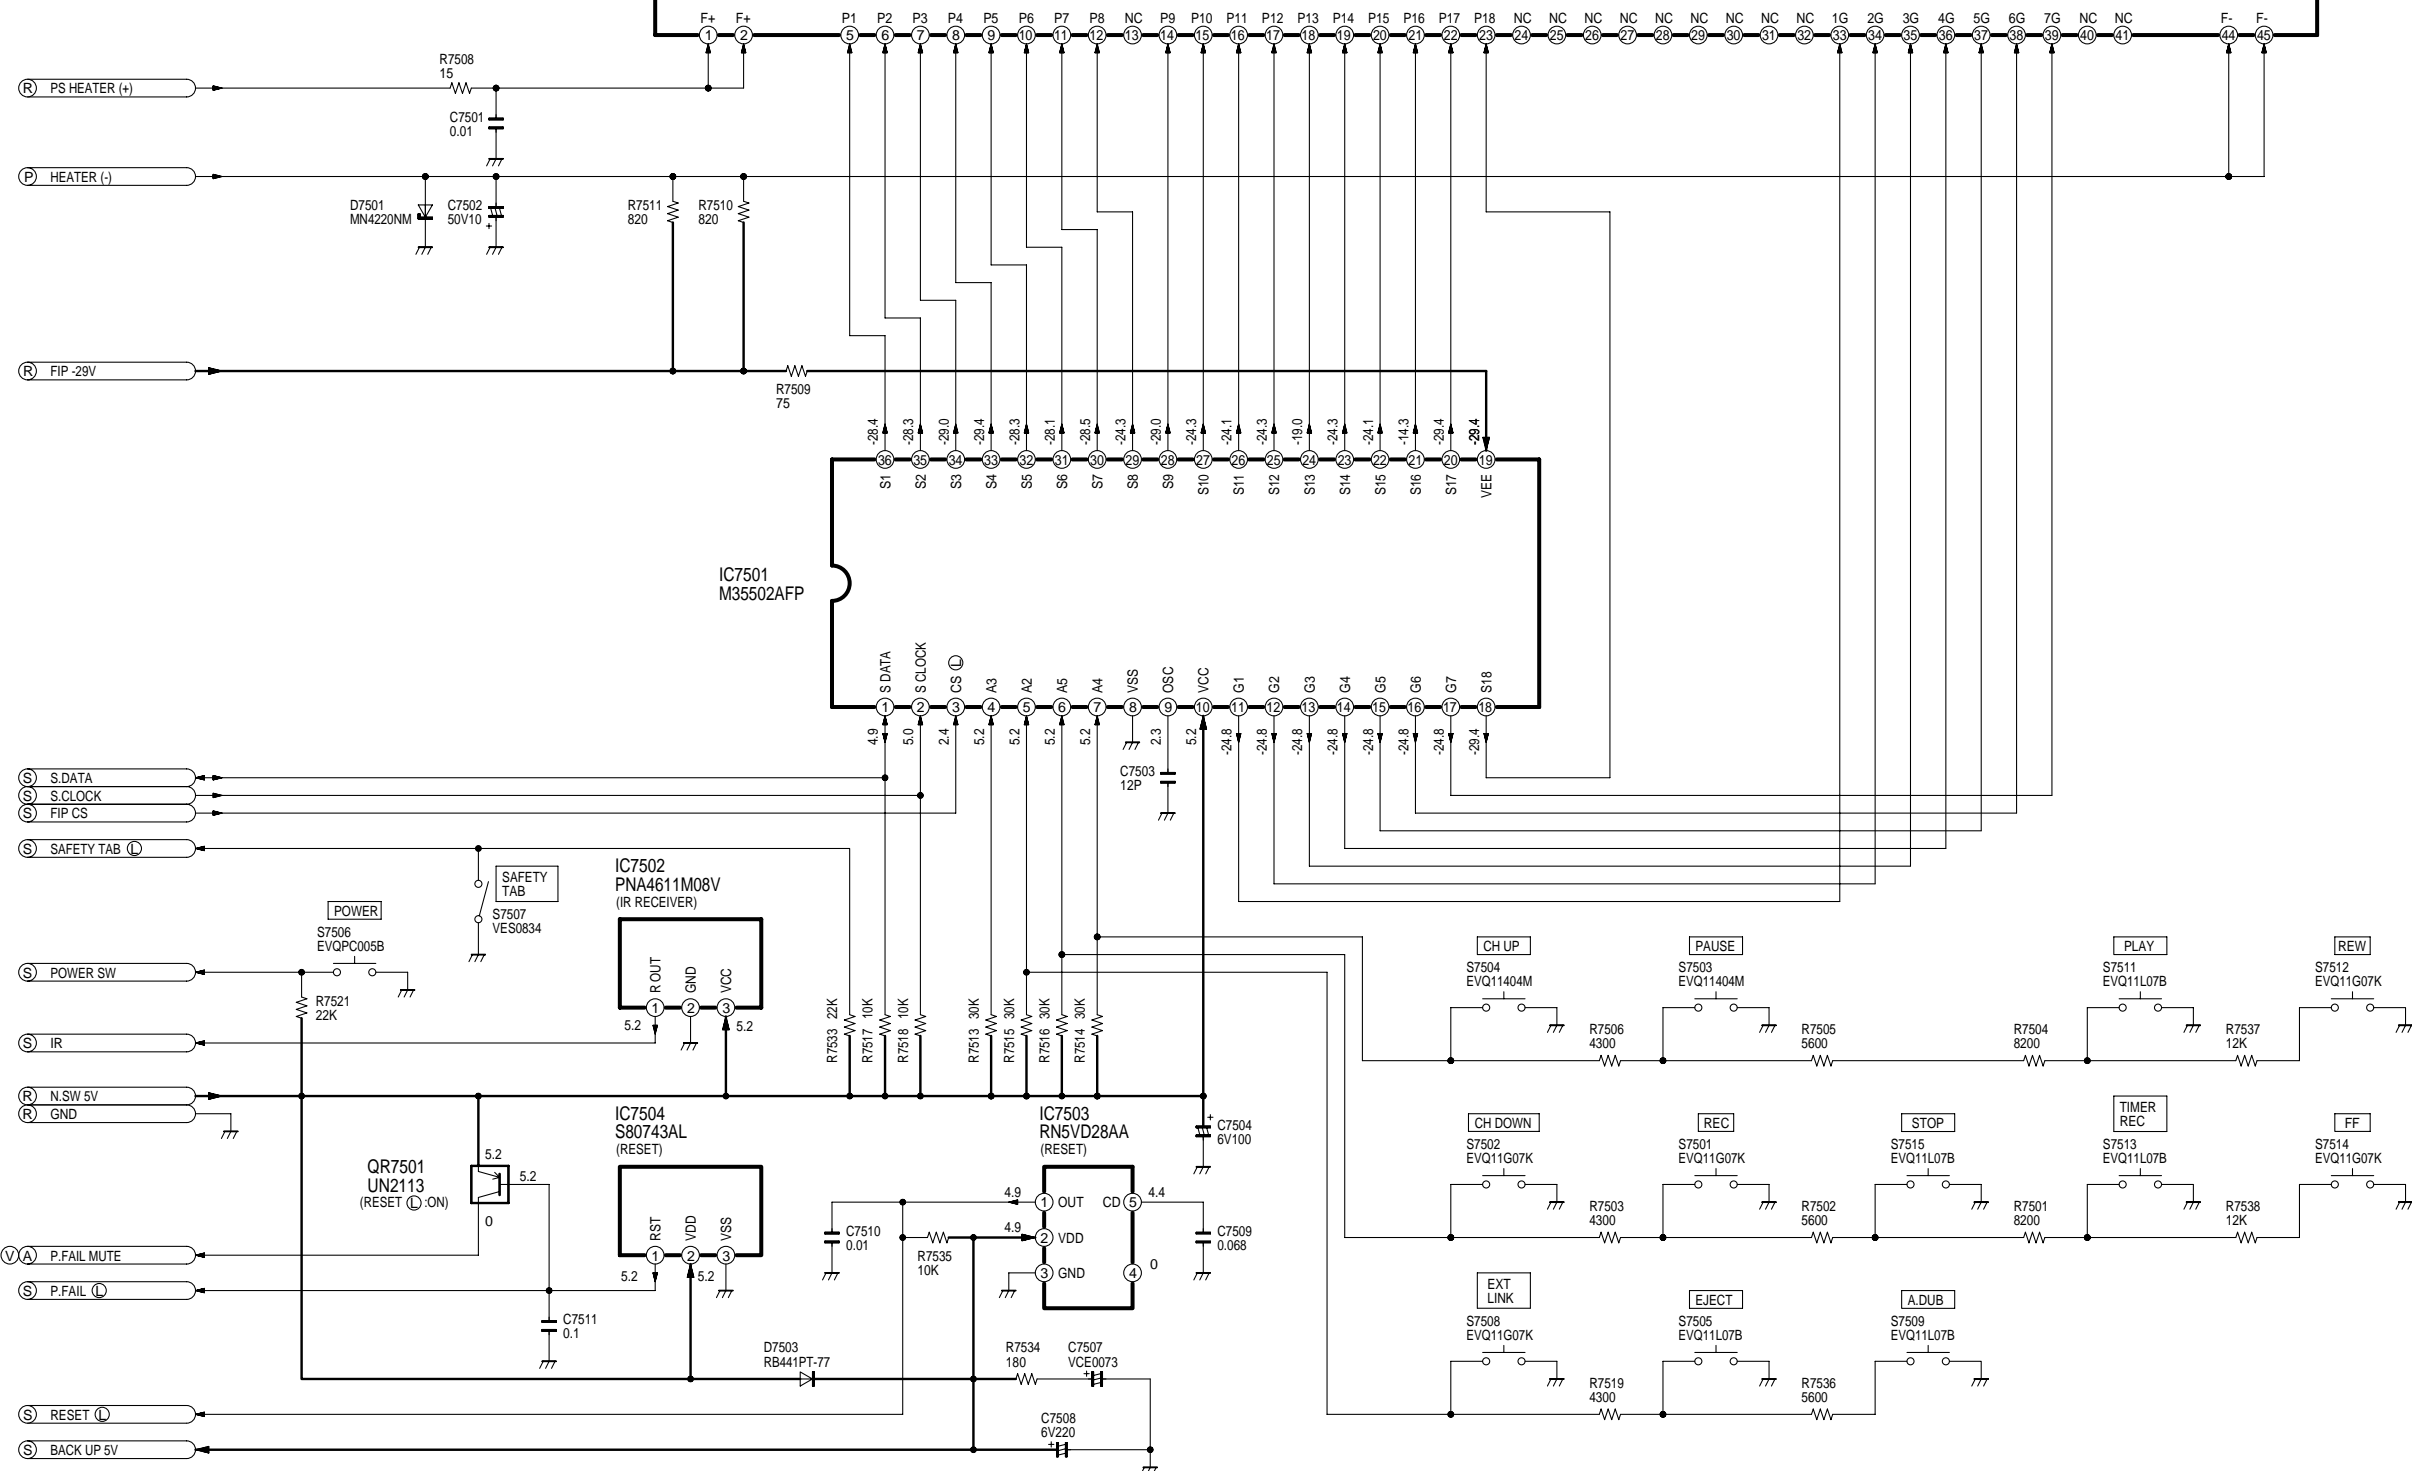 F+ F+ P1 P2 P3 P4 P5 P6 P7 P8 NC P9 P10 P11 P12 P13 P14 P15 P16 P17 P18 NC NC NC NC NC NC NC NC NC 1G 2G 3G 4G 5G 6G 7G NC NC F- F-
1 2 5 6 7 8 9 10 11 12 13 14 15 16 17 18 19 20 21 22 23 24 25 26 27 28 29 30 31 32 33 34 35 36 37 38 39 40 41 44 45
R7508
15
R PS HEATER (+)
C7501
0.01
P HEATER (-)
D7501
MN4220NM
C7502
50V10
+
R7511
820
R7510
820
R FIP -29V
R7509
75
-28.4 -28.3 -29.0 -29.4 -28.3 -28.1 -28.5 -24.3 -29.0 -24.3 -24.1 -24.3 -19.0 -24.3 -24.1 -14.3 -29.4 -29.4
36 35 34 33 32 31 30 29 28 27 26 25 24 23 22 21 20 19
S1 S2 S3 S4 S5 S6 S7 S8 S9 S10 S11 S12 S13 S14 S15 S16 S17 VEE
IC7501
M35502AFP
S DATA S CLOCK CS L A3 A2 A5 A4 VSS OSC VCC G1 G2 G3 G4 G5 G6 G7 S18
1 2 3 4 5 6 7 8 9 10 11 12 13 14 15 16 17 18
4.9 5.0 2.4 5.2 5.2 5.2 5.2 2.3 5.2 -24.8 -24.8 -24.8 -24.8 -24.8 -24.8 -24.8 -29.4
C7503
12P
S S.DATA
S S.CLOCK
S FIP CS
S SAFETY TAB L
SAFETY
TAB
S7507
VES0834
IC7502
PNA4611M08V
(IR RECEIVER)
R OUT GND VCC
1 2 3
5.2 5.2
POWER
S7506
EVQPC005B
S POWER SW
R7521
22K
S IR
R N.SW 5V
R GND
R7533 22K
R7517 10K
R7518 10K
R7513 30K
R7515 30K
R7516 30K
R7514 30K
+
C7504
6V100
CH UP
S7504
EVQ11404M
PAUSE
S7503
EVQ11404M
PLAY
S7511
EVQ11L07B
REW
S7512
EVQ11G07K
R7506
4300
R7505
5600
R7504
8200
R7537
12K
CH DOWN
S7502
EVQ11G07K
REC
S7501
EVQ11G07K
STOP
S7515
EVQ11L07B
TIMER
REC
S7513
EVQ11L07B
FF
S7514
EVQ11G07K
R7503
4300
R7502
5600
R7501
8200
R7538
12K
EXT
LINK
S7508
EVQ11G07K
EJECT
S7505
EVQ11L07B
A.DUB
S7509
EVQ11L07B
R7519
4300
R7536
5600
QR7501
UN2113
(RESET L :ON)
5.2
5.2
0
IC7504
S80743AL
(RESET)
RST VDD VSS
1 2 3
5.2 5.2
IC7503
RN5VD28AA
(RESET)
4.9 1 OUT CD 5 4.4
4.9 2 VDD
3 GND 4 0
C7510
0.01
R7535
10K
C7509
0.068
V A P.FAIL MUTE
S P.FAIL L
C7511
0.1
D7503
RB441PT-77
R7534
180
C7507
VCE0073
+
S RESET L
C7508
6V220
+
S BACK UP 5V